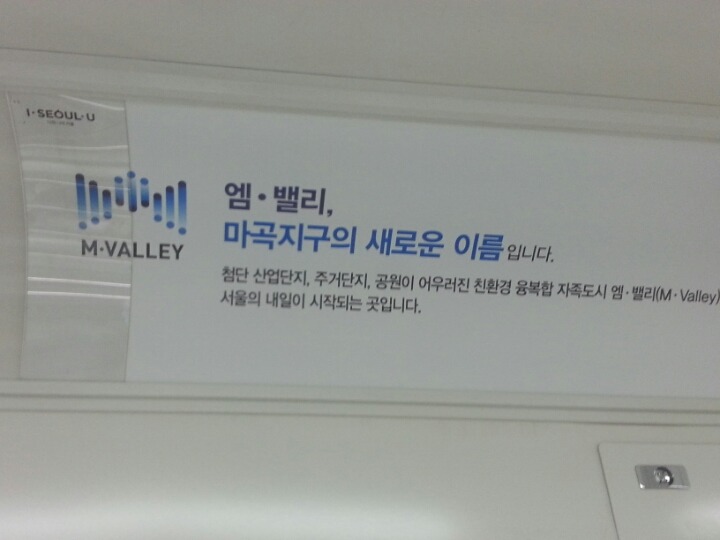 I·SEOUL·U
M·VALLEY
엠·밸리,
마곡지구의 새로운 이름입니다.
첨단 산업단지, 주거단지, 공원이 어우러진 친환경 융복합 자족도시 엠·밸리(M·Valley)
서울의 내일이 시작되는 곳입니다.